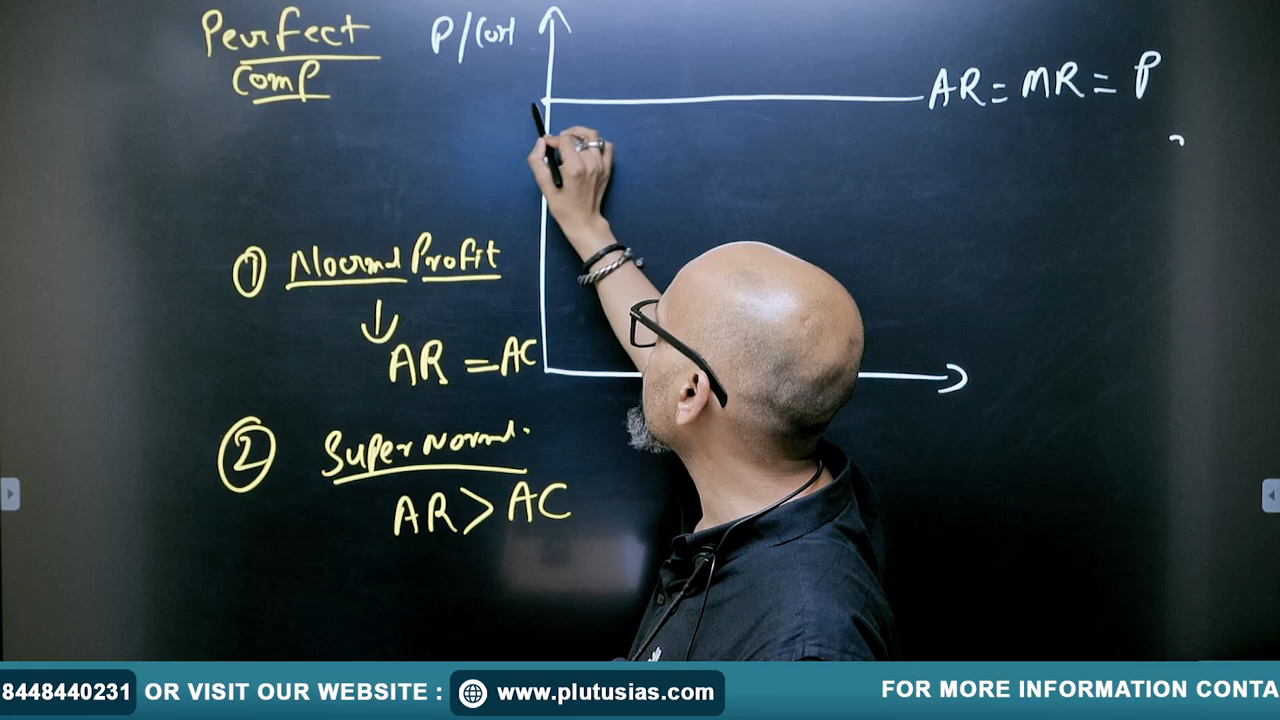 Perfect
Comp
P/Cost
AR = MR = P
① Normal Profit
↓
AR = AC
② Super Normal.
AR > AC
8448440231 OR VISIT OUR WEBSITE : www.plutusias.com FOR MORE INFORMATION CONTA